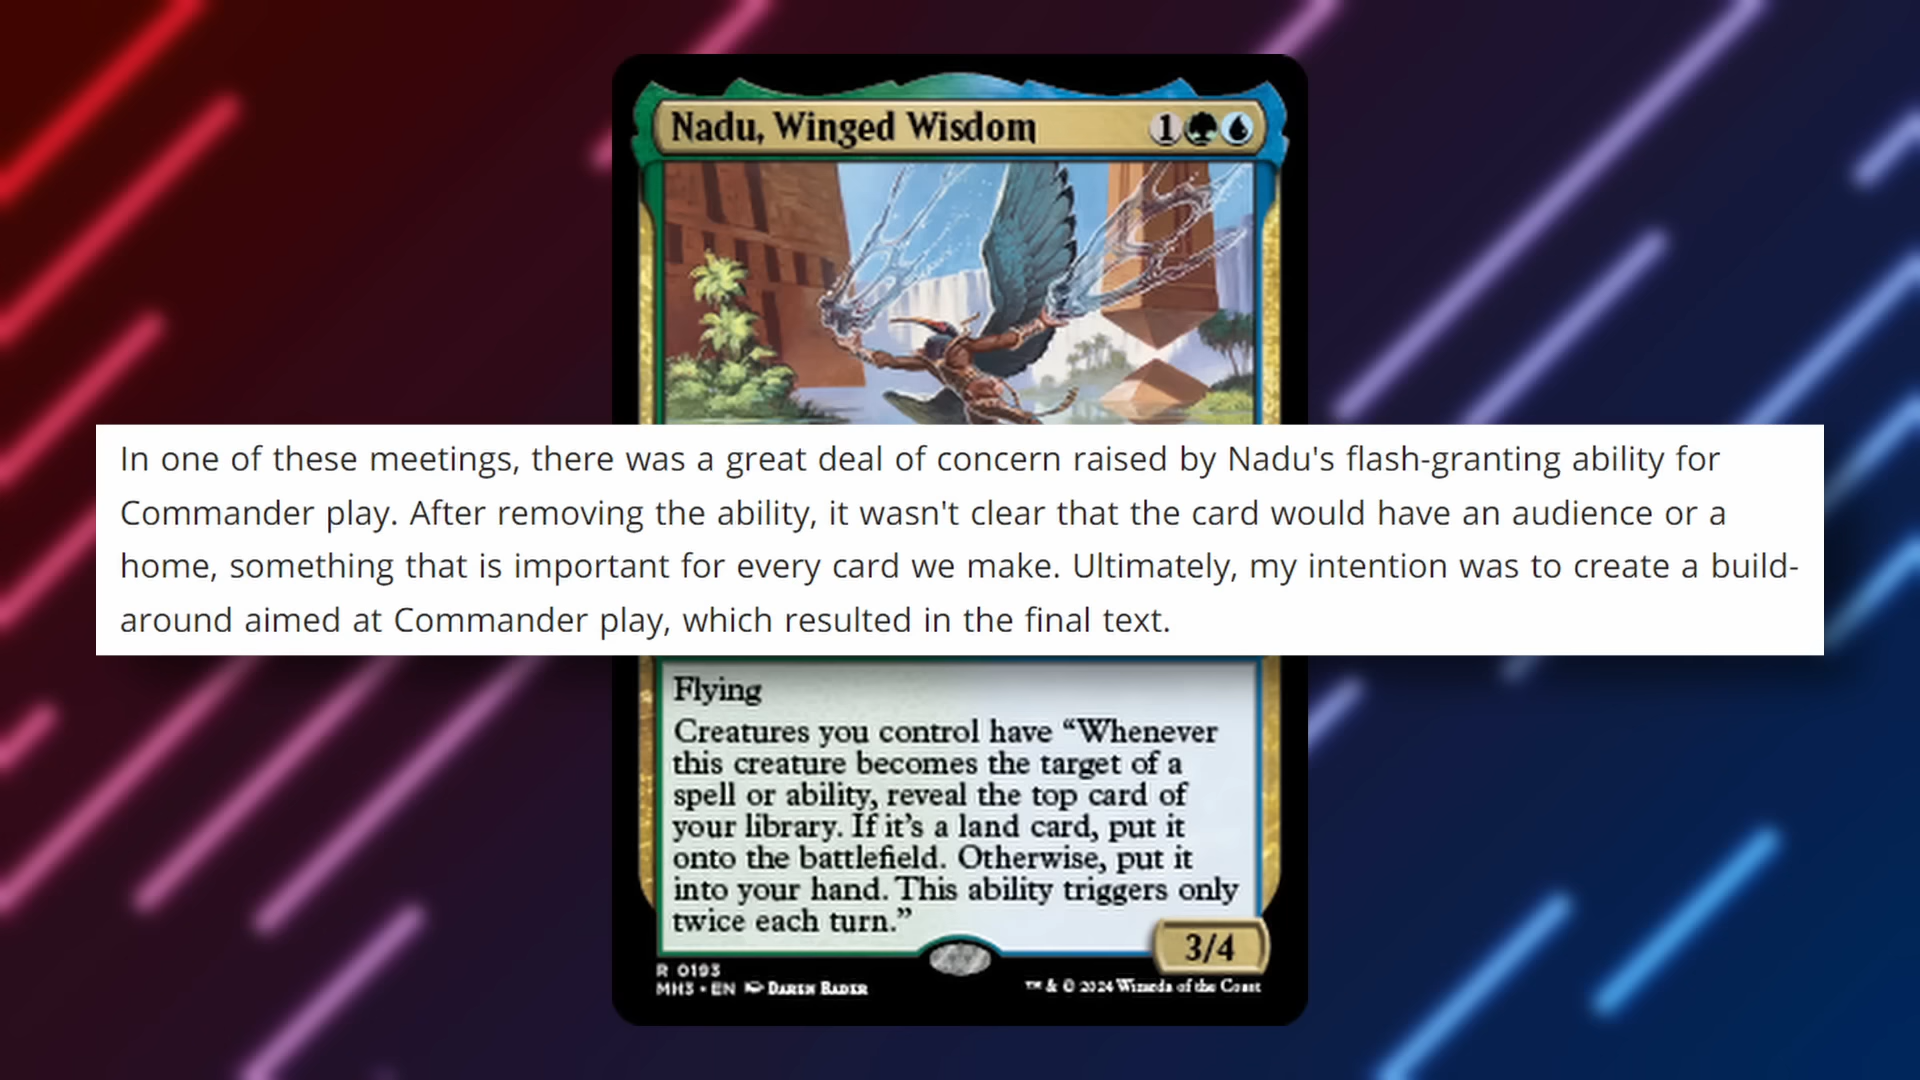 Nadu, Winged Wisdom 1
In one of these meetings, there was a great deal of concern raised by Nadu's flash-granting ability for
Commander play. After removing the ability, it wasn't clear that the card would have an audience or a
home, something that is important for every card we make. Ultimately, my intention was to create a build-
around aimed at Commander play, which resulted in the final text.
Flying
Creatures you control have “Whenever
this creature becomes the target of a
spell or ability, reveal the top card of
your library. If it’s a land card, put it
onto the battlefield. Otherwise, put it
into your hand. This ability triggers only
twice each turn.”
3/4
R 0193
MH3 • EN Daren Bader
™ & © 2024 Wizards of the Coast